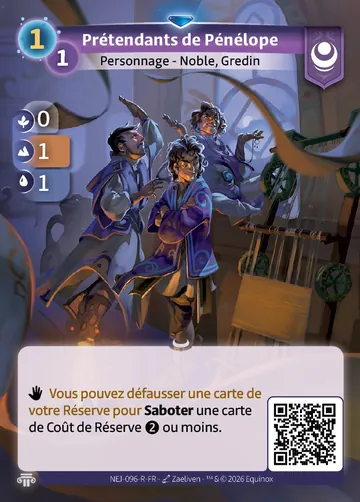 1
1
Prétendants de Pénélope
Personnage - Noble, Gredin
0
1
1
Vous pouvez défausser une carte de
votre Réserve pour Saboter une carte
de Coût de Réserve 2 ou moins.
NEJ-096-R-FR - Zaeliven - ™ & © 2026 Equinox